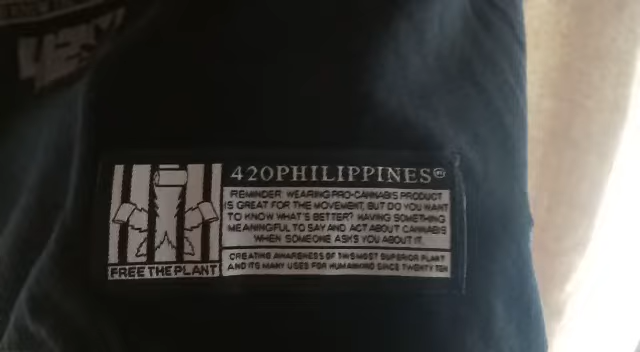 420
420PHILIPPINES®
REMINDER: WEARING PRO-CANNABIS PRODUCT
IS GREAT FOR THE MOVEMENT, BUT DO YOU WANT
TO KNOW WHAT'S BETTER? HAVING SOMETHING
MEANINGFUL TO SAY AND ACT ABOUT CANNABIS
WHEN SOMEONE ASKS YOU ABOUT IT.
CREATING AWARENESS OF THIS MOST SUPERIOR PLANT
AND ITS MANY USES FOR HUMANKIND SINCE TWENTY TEN
FREE THE PLANT